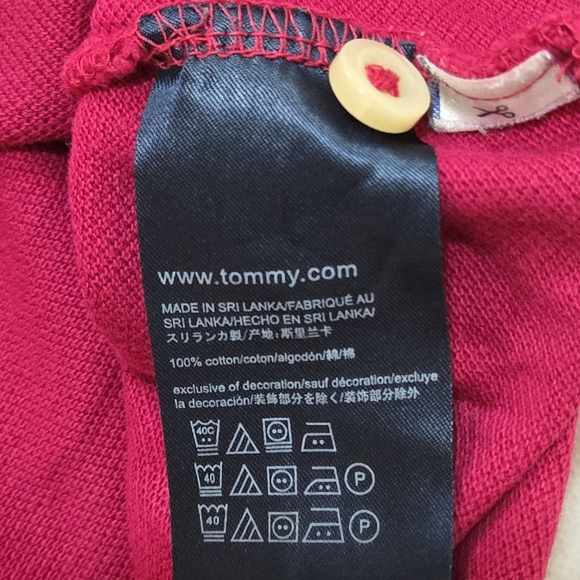 www.tommy.com
MADE IN SRI LANKA/FABRIQUÉ AU
SRI LANKA/HECHO EN SRI LANKA/
スリランカ製/产地:斯里兰卡
100% cotton/coton/algodón/綿/棉
exclusive of decoration/sauf décoration/excluye
la decoración/装飾部分を除く/装饰部分除外
40C
40 P
40 P